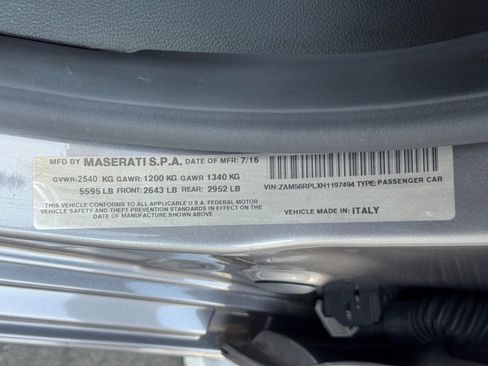 MFD BY MASERATI S.P.A. DATE OF MFR: 7/16
GVWR: 2540 KG GAWR: 1200 KG GAWR 1340 KG
5595 LB FRONT: 2643 LB REAR: 2952 LB VIN: ZAM56RPLXH1197494 TYPE: PASSENGER CAR
THIS VEHICLE CONFORMS TO ALL APPLICABLE U.S.A. FEDERAL MOTOR
VEHICLE SAFETY AND THEFT PREVENTION STANDARDS IN EFFECT ON
THE DATE OF MANUFACTURE SHOWN ABOVE. MADE IN ITALY